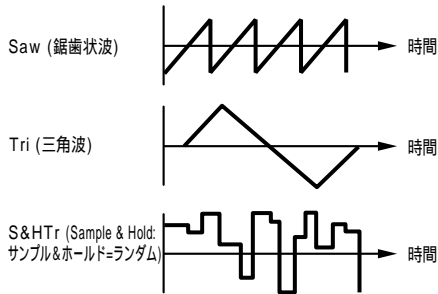 Saw (鋸歯状波)
時間
Tri (三角波)
時間
S&HTr (Sample & Hold:
サンプル&ホールド=ランダム)
時間